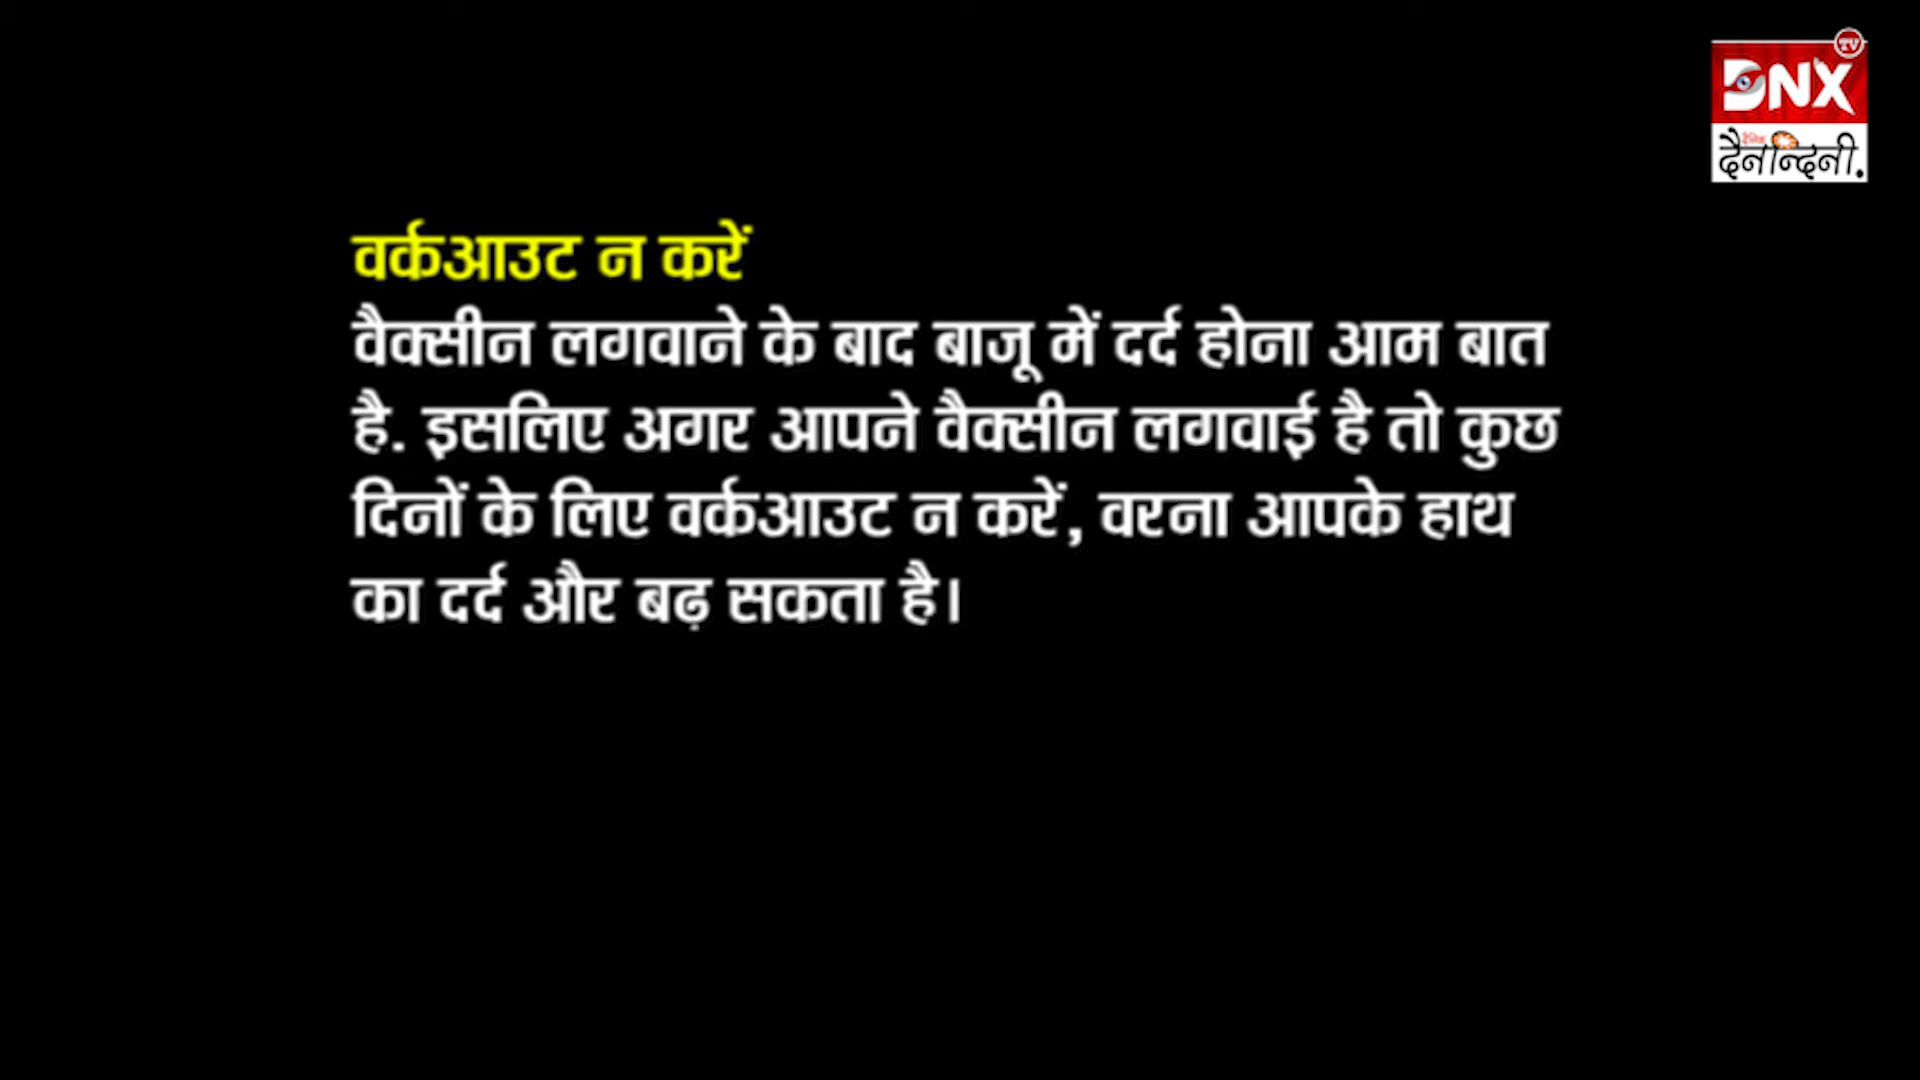 TV
DNX
दैनिक
दैनन्दिनी.
वर्कआउट न करें
वैक्सीन लगवाने के बाद बाजू में दर्द होना आम बात
है. इसलिए अगर आपने वैक्सीन लगवाई है तो कुछ
दिनों के लिए वर्कआउट न करें, वरना आपके हाथ
का दर्द और बढ़ सकता है।